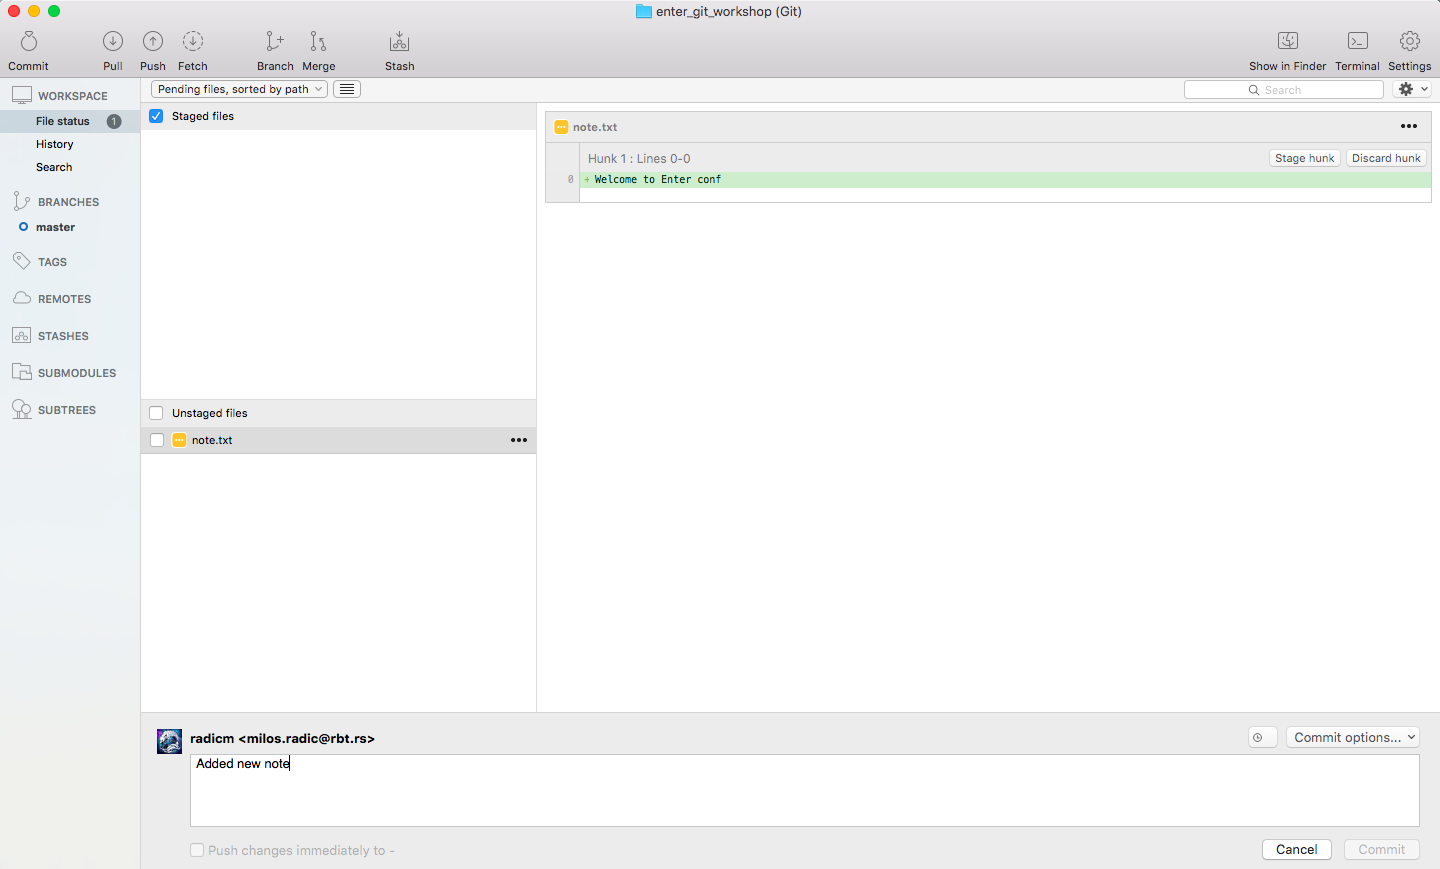 enter_git_workshop (Git)
Commit Pull Push Fetch Branch Merge Stash Show in Finder Terminal Settings
WORKSPACE
File status 1
History
Search
BRANCHES
master
TAGS
REMOTES
STASHES
SUBMODULES
SUBTREES
Pending files, sorted by path
Search
Staged files
Unstaged files
note.txt
note.txt
Hunk 1 : Lines 0-0 Stage hunk Discard hunk
0 + Welcome to Enter conf
radicm <milos.radic@rbt.rs>
Commit options...
Added new note
Push changes immediately to -
Cancel Commit